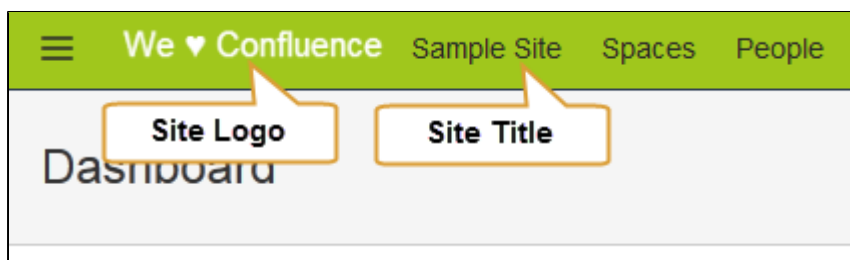 We ♥ Confluence Sample Site Spaces People
Site Logo Site Title
Dashboard